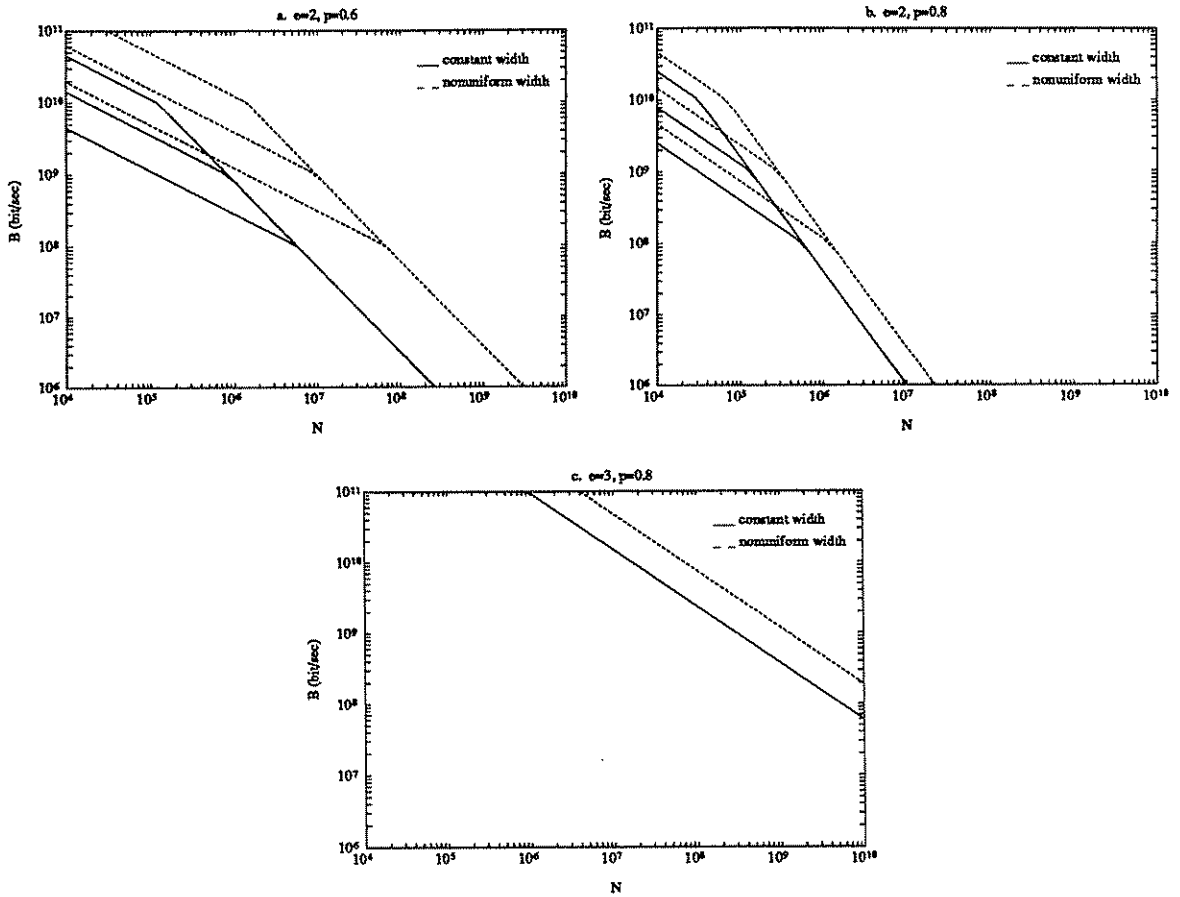 a. e=2, p=0.6
10¹¹
10¹⁰
10⁹
10⁸
10⁷
10⁶
B (bit/sec)
constant width
nonuniform width
10⁴ 10⁵ 10⁶ 10⁷ 10⁸ 10⁹ 10¹⁰
N
b. e=2, p=0.8
10¹¹
10¹⁰
10⁹
10⁸
10⁷
10⁶
B (bit/sec)
constant width
nonuniform width
10⁴ 10⁵ 10⁶ 10⁷ 10⁸ 10⁹ 10¹⁰
N
c. e=3, p=0.8
10¹¹
10¹⁰
10⁹
10⁸
10⁷
10⁶
B (bit/sec)
constant width
nonuniform width
10⁴ 10⁵ 10⁶ 10⁷ 10⁸ 10⁹ 10¹⁰
N